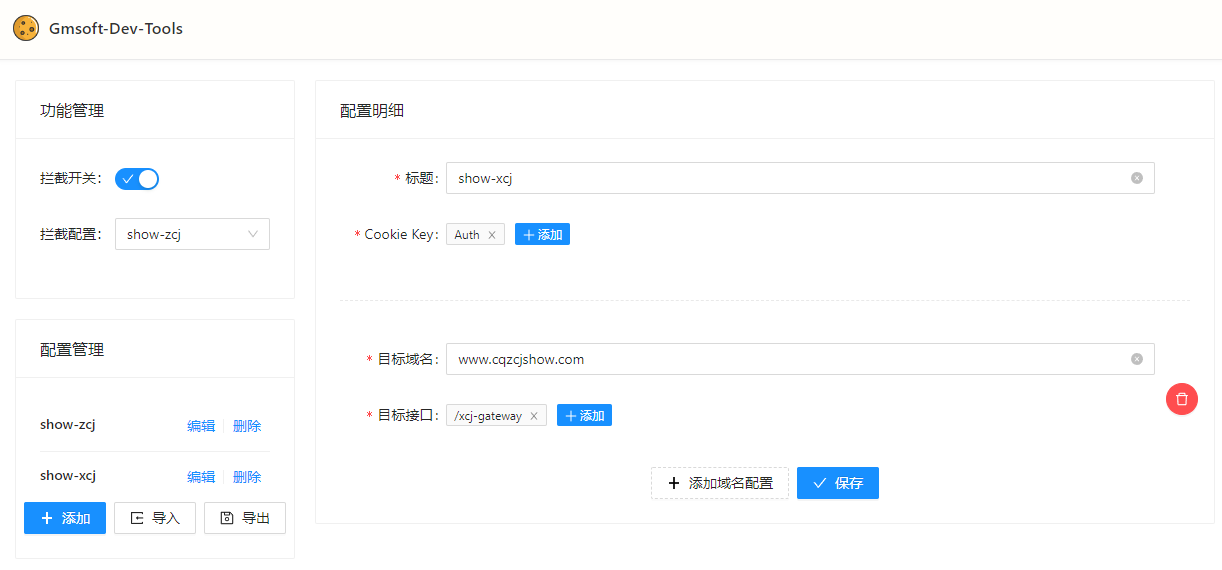 Gmsoft-Dev-Tools
功能管理
拦截开关：
拦截配置： show-zcj
配置管理
show-zcj 编辑 删除
show-xcj 编辑 删除
添加 导入 导出
配置明细
* 标题： show-xcj
* Cookie Key： Auth 添加
* 目标域名： www.cqzcjshow.com
* 目标接口： /xcj-gateway 添加
添加域名配置 保存